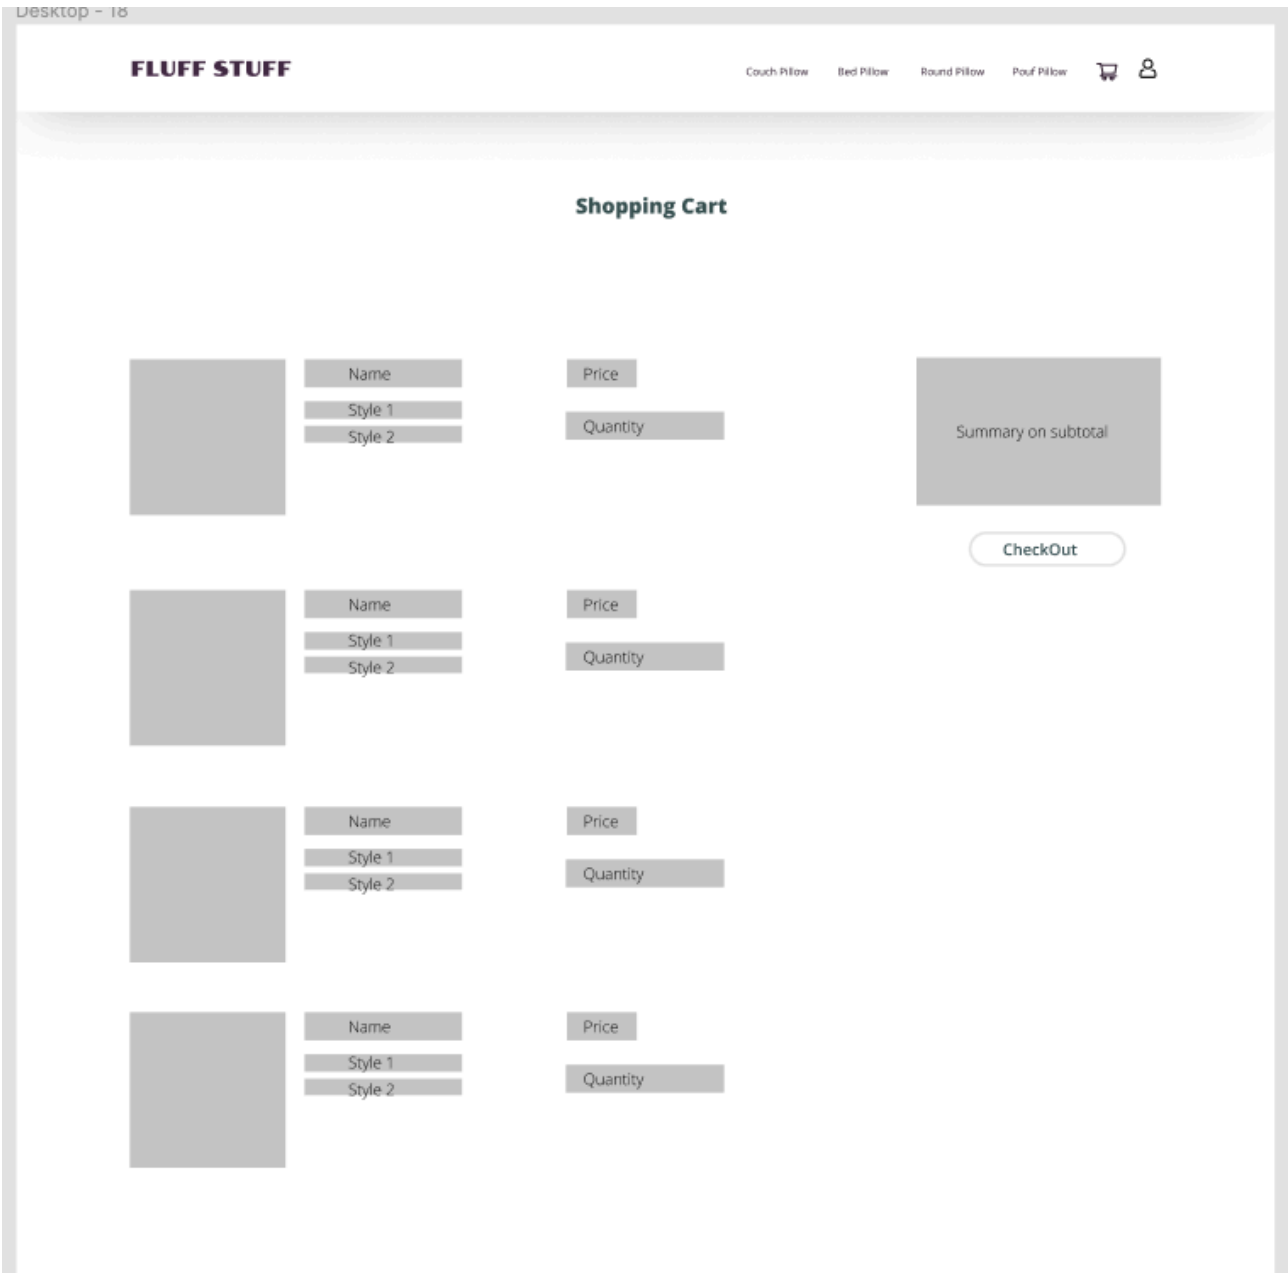 Desktop - 18
FLUFF STUFF
Couch Pillow Bed Pillow Round Pillow Pouf Pillow
Shopping Cart
Name Price
Style 1
Style 2
Quantity
Summary on subtotal
CheckOut
Name Price
Style 1
Style 2
Quantity
Name Price
Style 1
Style 2
Quantity
Name Price
Style 1
Style 2
Quantity